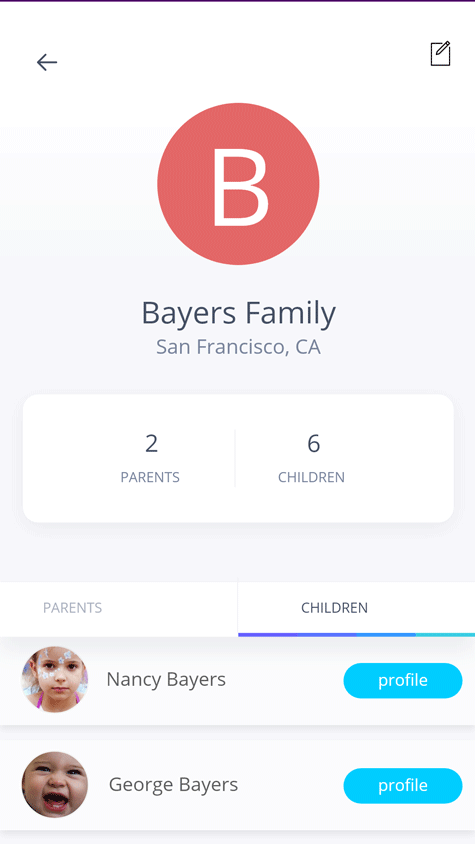 B
Bayers Family
San Francisco, CA
2 6
PARENTS CHILDREN
PARENTS CHILDREN
Nancy Bayers profile
George Bayers profile